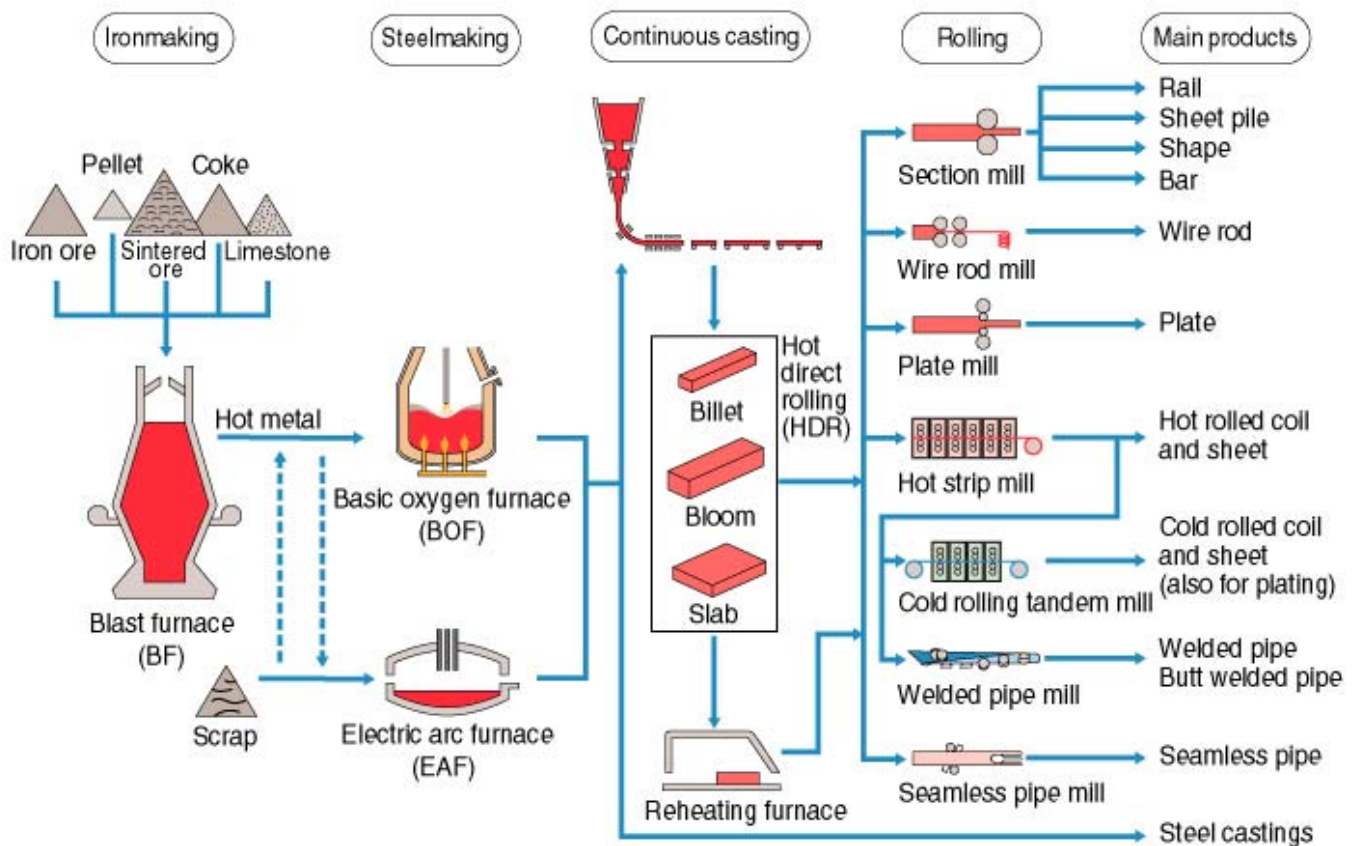 Ironmaking
Steelmaking
Continuous casting
Rolling
Main products
Pellet
Coke
Iron ore
Sintered
ore
Limestone
Hot metal
Blast furnace
(BF)
Scrap
Basic oxygen furnace
(BOF)
Electric arc furnace
(EAF)
Billet
Bloom
Slab
Hot
direct
rolling
(HDR)
Reheating furnace
Section mill
Wire rod mill
Plate mill
Hot strip mill
Cold rolling tandem mill
Welded pipe mill
Seamless pipe mill
Rail
Sheet pile
Shape
Bar
Wire rod
Plate
Hot rolled coil
and sheet
Cold rolled coil
and sheet
(also for plating)
Welded pipe
Butt welded pipe
Seamless pipe
Steel castings